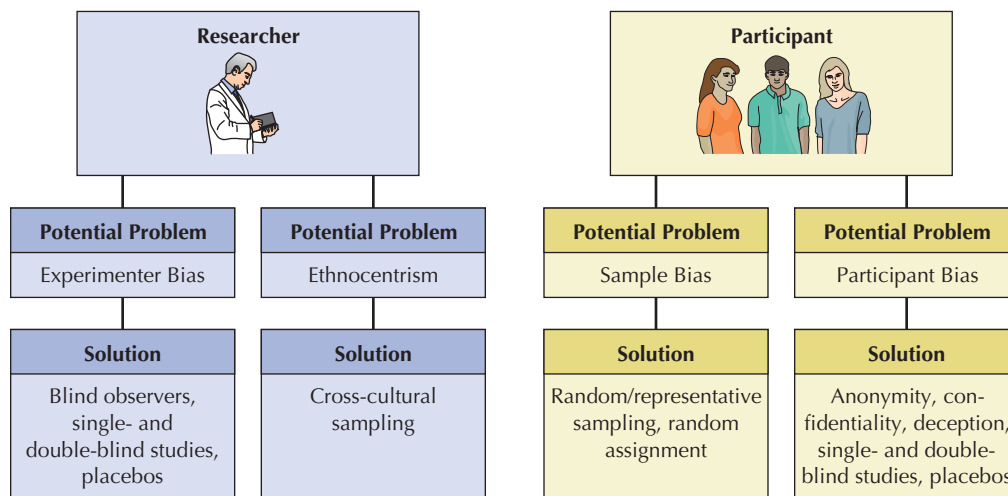 Researcher
Potential Problem
Experimenter Bias
Solution
Blind observers,
single- and
double-blind studies,
placebos
Potential Problem
Ethnocentrism
Solution
Cross-cultural
sampling
Participant
Potential Problem
Sample Bias
Solution
Random/representative
sampling, random
assignment
Potential Problem
Participant Bias
Solution
Anonymity, con-
fidentiality, deception,
single- and double-
blind studies, placebos